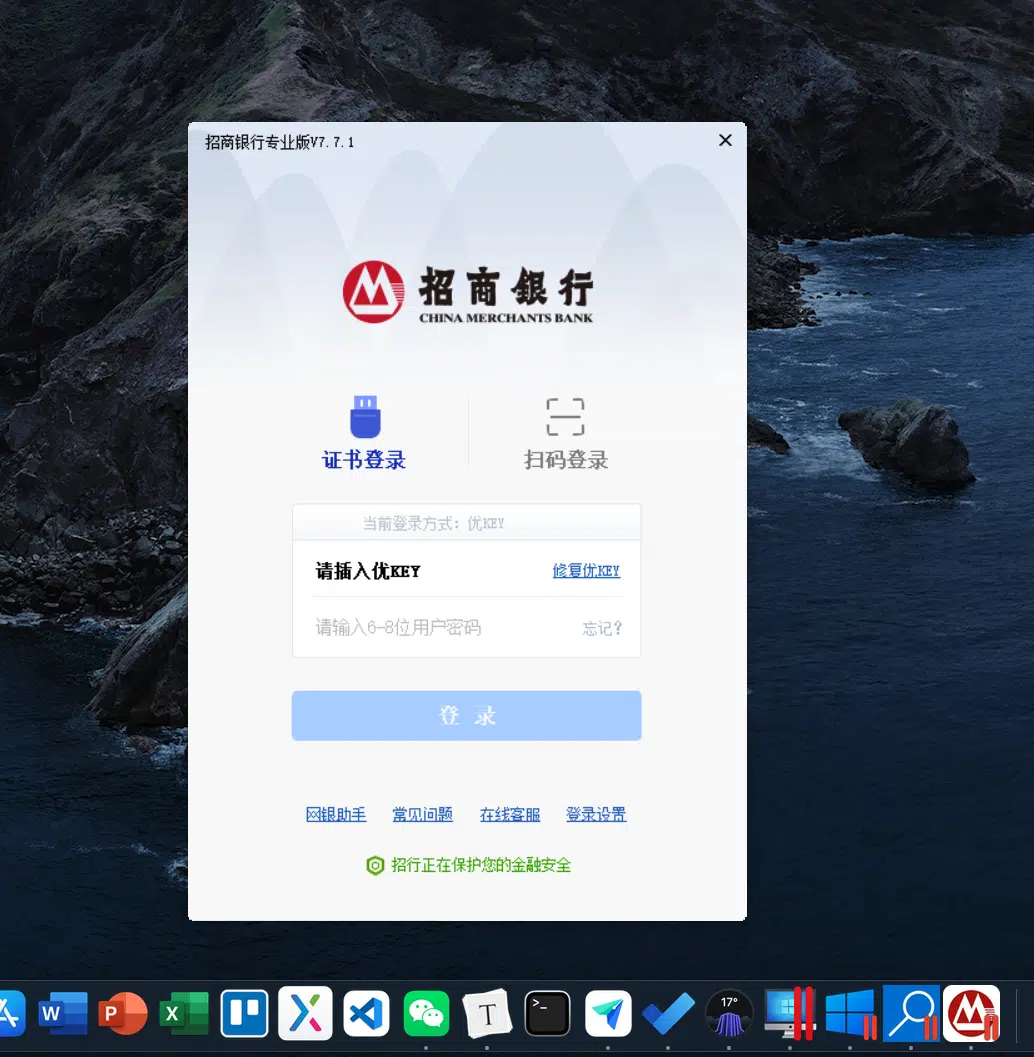 招商银行专业版V7.7.1
招商銀行
CHINA MERCHANTS BANK
证书登录
扫码登录
当前登录方式：优KEY
请插入优KEY
修复优KEY
请输入6-8位用户密码
忘记?
登 录
网银助手
常见问题
在线客服
登录设置
招行正在保护您的金融安全
W
P
X
T
>_
17°